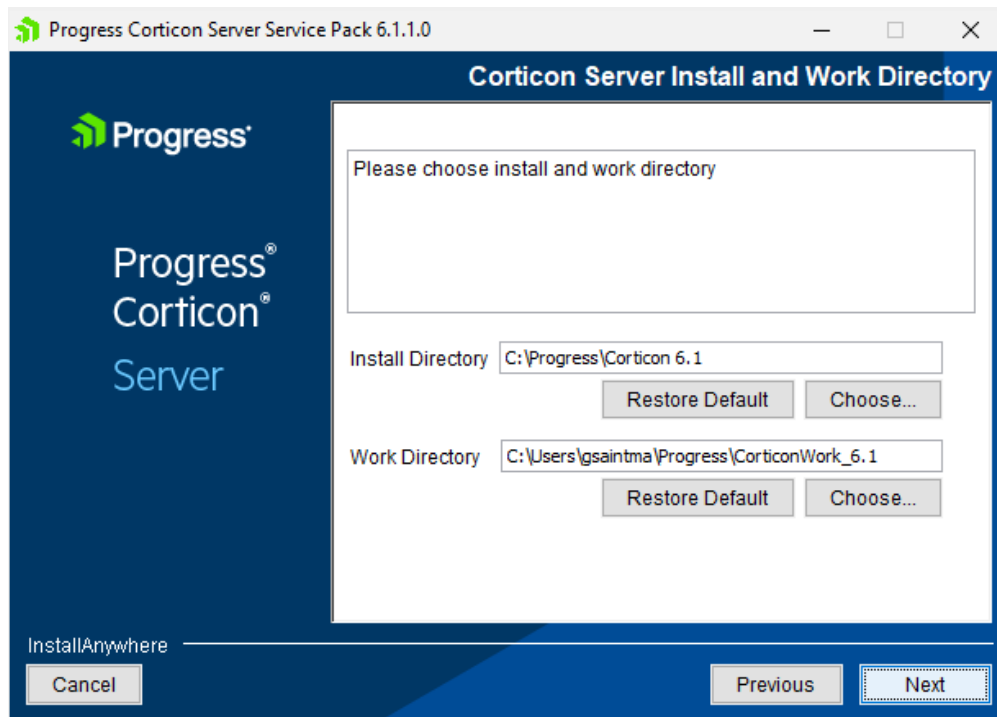 Progress Corticon Server Service Pack 6.1.1.0
Corticon Server Install and Work Directory
Progress
Progress®
Corticon®
Server
Please choose install and work directory
Install Directory C:\Progress\Corticon 6.1
Restore Default Choose...
Work Directory C:\Users\gsaintma\Progress\CorticonWork_6.1
Restore Default Choose...
InstallAnywhere
Cancel Previous Next